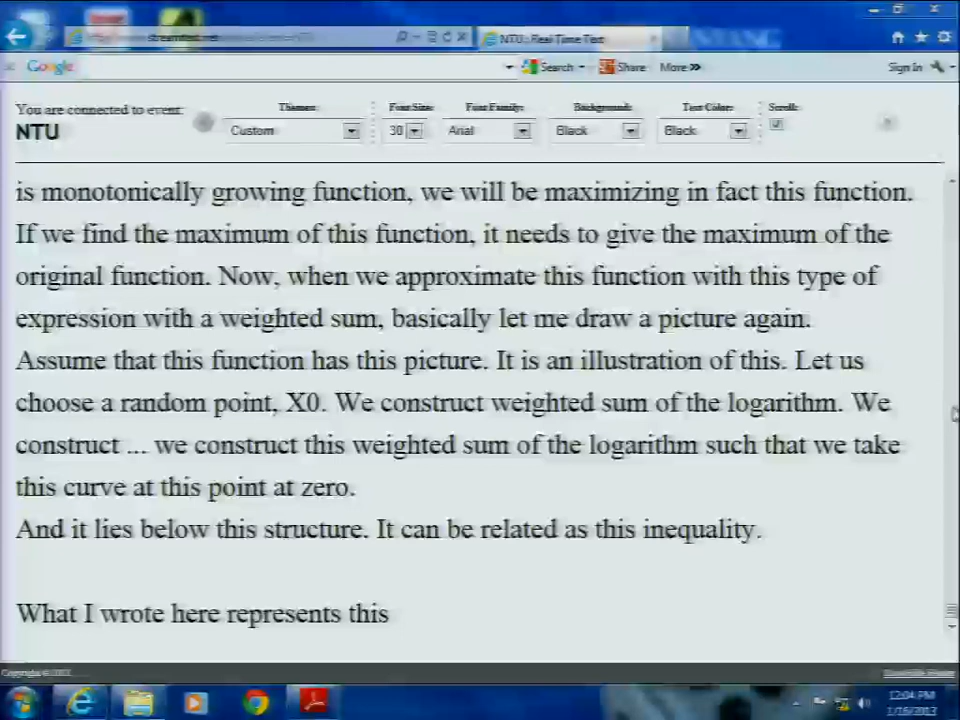 NTU: Real Time Text
Google
Search
Share
More »
Sign In
You are connected to event:
NTU
Themes:
Font Size:
Font Family:
Background:
Text Color:
Scroll:
Custom
30
Arial
Black
Black
is monotonically growing function, we will be maximizing in fact this function.
If we find the maximum of this function, it needs to give the maximum of the
original function. Now, when we approximate this function with this type of
expression with a weighted sum, basically let me draw a picture again.
Assume that this function has this picture. It is an illustration of this. Let us
choose a random point, X0. We construct weighted sum of the logarithm. We
construct ... we construct this weighted sum of the logarithm such that we take
this curve at this point at zero.
And it lies below this structure. It can be related as this inequality.
What I wrote here represents this
12:04 PM
1/16/2013